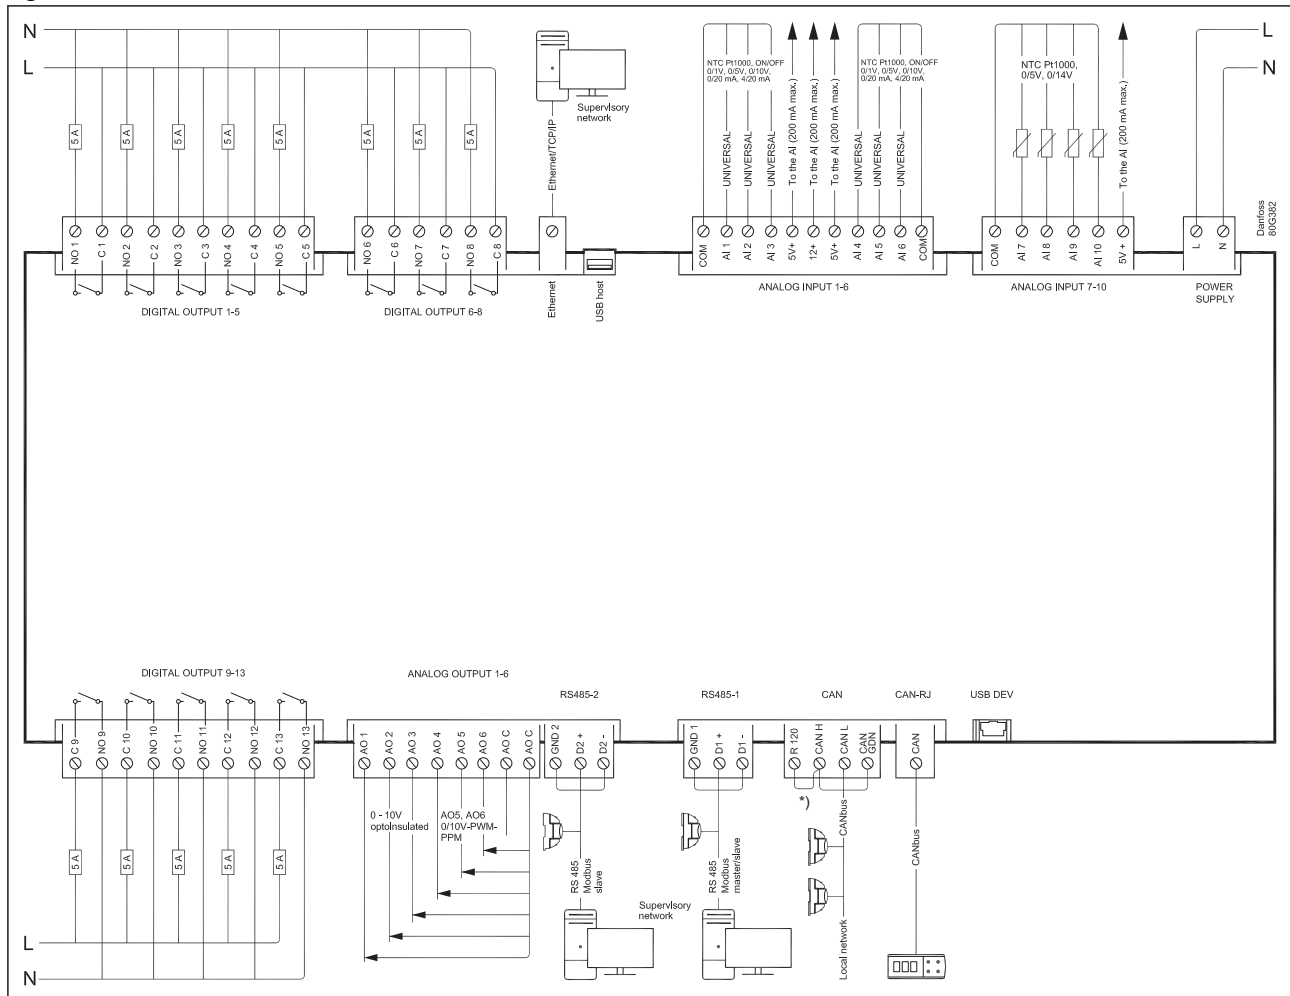 N
L
5 A
5 A
5 A
5 A
5 A
5 A
5 A
5 A
Ethernet/TCP/IP
Supervlsory
network
NTC Pt1000, ON/OFF
0/1V, 0/5V, 0/10V,
0/20 mA, 4/20 mA
UNIVERSAL
UNIVERSAL
UNIVERSAL
To the AI (200 mA max.)
To the AI (200 mA max.)
To the AI (200 mA max.)
NTC Pt1000, ON/OFF
0/1V, 0/5V, 0/10V,
0/20 mA, 4/20 mA
UNIVERSAL
UNIVERSAL
UNIVERSAL
NTC Pt1000,
0/5V, 0/14V
To the AI (200 mA max.)
L
N
Danfoss
80G382
NO 1
C 1
NO 2
C 2
NO 3
C 3
NO 4
C 4
NO 5
C 5
NO 6
C 6
NO 7
C 7
NO 8
C 8
COM
AI 1
AI 2
AI 3
5V+
12+
5V+
AI 4
AI 5
AI 6
COM
COM
AI 7
AI 8
AI 9
AI 10
5V +
L
N
DIGITAL OUTPUT 1-5
DIGITAL OUTPUT 6-8
Ethernet
USB host
ANALOG INPUT 1-6
ANALOG INPUT 7-10
POWER
SUPPLY
DIGITAL OUTPUT 9-13
ANALOG OUTPUT 1-6
RS485-2
RS485-1
CAN
CAN-RJ
USB DEV
C 9
NO 9
C 10
NO 10
C 11
NO 11
C 12
NO 12
C 13
NO 13
AO 1
AO 2
AO 3
AO 4
AO 5
AO 6
AO C
AO C
GND 2
D2 +
D2 -
GND 1
D1 +
D1 -
R 120
CAN H
CAN L
CAN
GDN
CAN
*)
0 - 10V
optoInsulated
AO5, AO6
0/10V-PWM-
PPM
5 A
5 A
5 A
5 A
5 A
RS 485
Modbus
slave
RS 485
Modbus
master/slave
CANbus
CANbus
Supervlsory
network
Local network
L
N